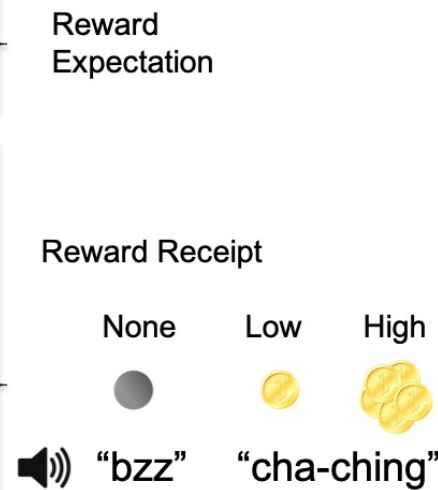 Reward
Expectation
Reward Receipt
None Low High
“bzz” “cha-ching”